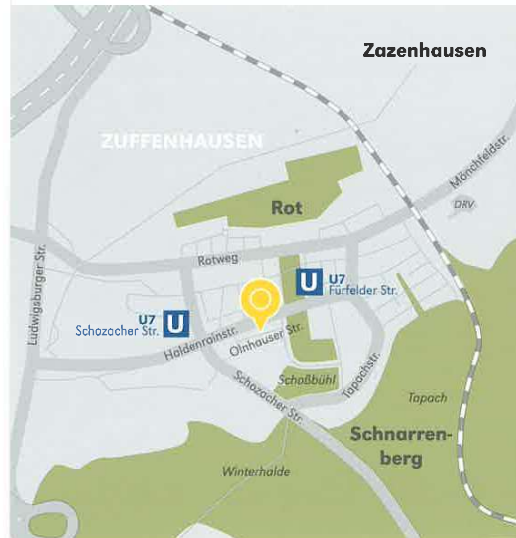 Zazenhausen
ZUFFENHAUSEN
Mönchfeldstr.
DRV
Rot
Rotweg
Ludwigsburger Str.
U7
Fürfelder Str.
U
U7
Schozacher Str.
U
Haldenrainstr.
Olnhauser Str.
Schoßbühl
Tapachstr.
Schozacher Str.
Tapach
Schnarren-
berg
Winterhalde